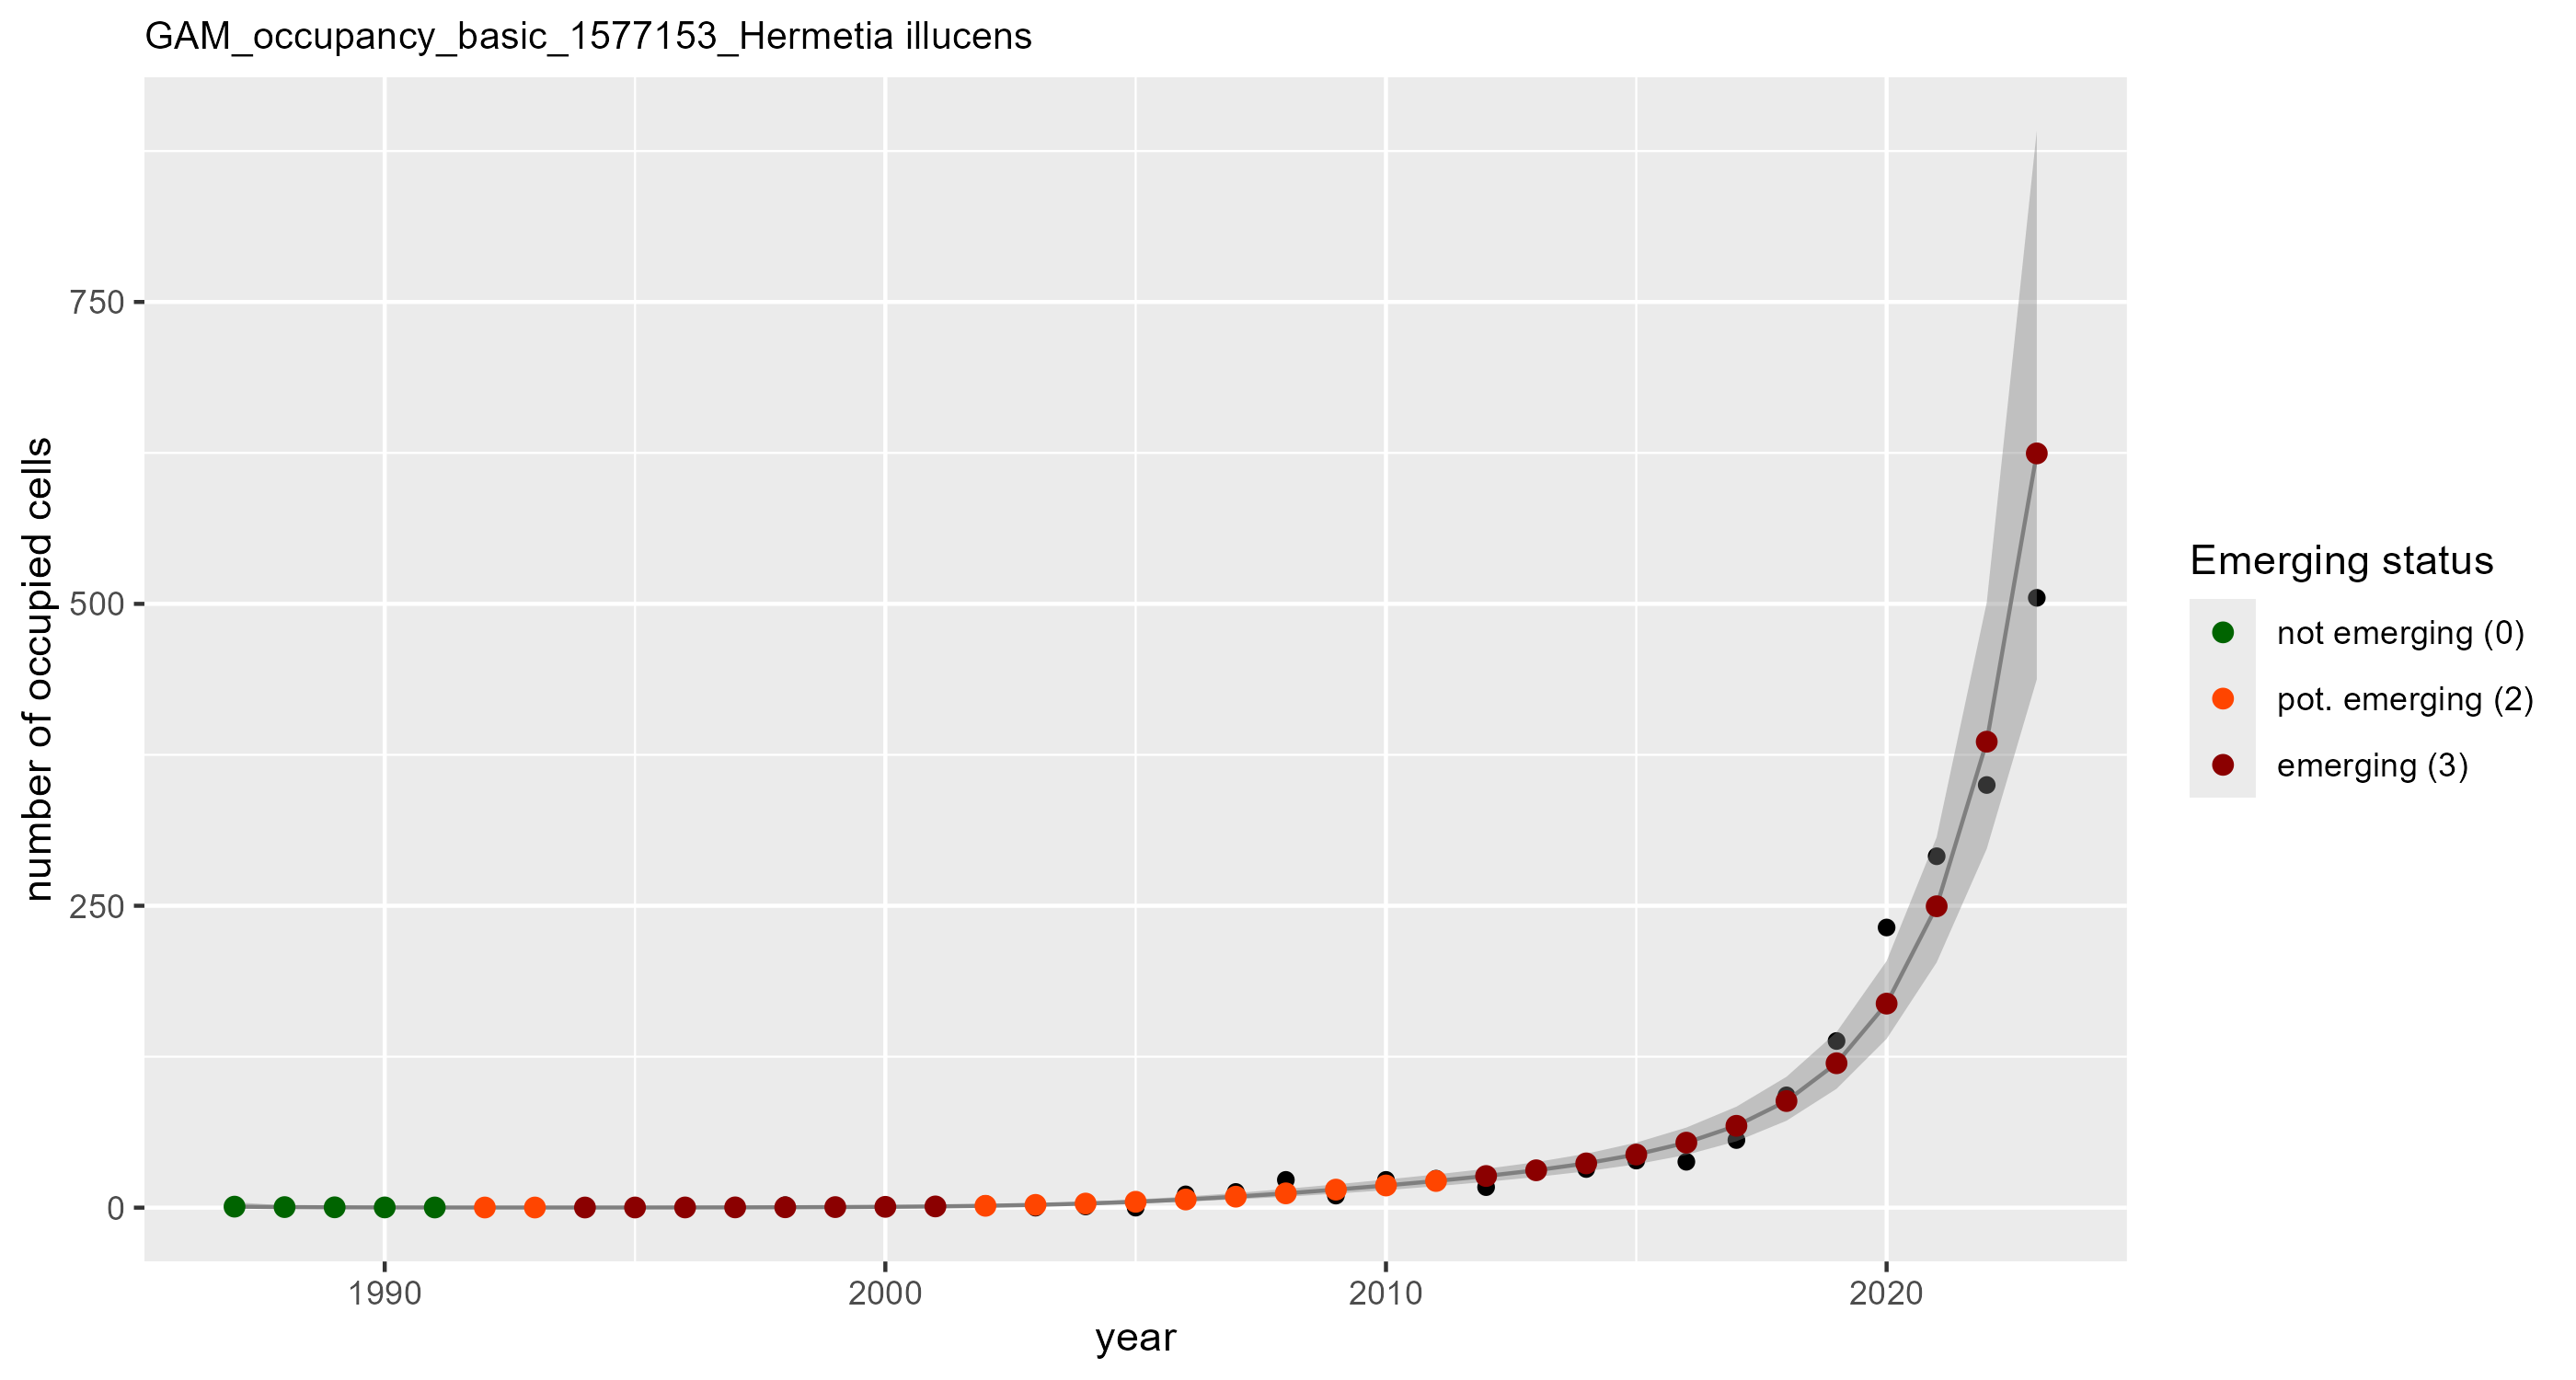 GAM_occupancy_basic_1577153_Hermetia illucens
number of occupied cells
750
500
250
0
1990
2000
2010
2020
year
Emerging status
not emerging (0)
pot. emerging (2)
emerging (3)